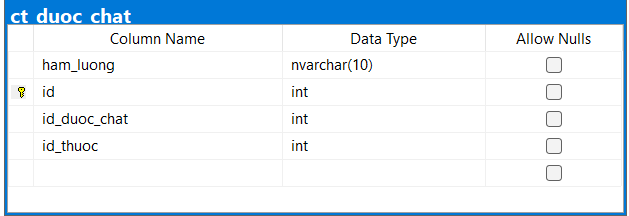 ct_duoc_chat
Column Name Data Type Allow Nulls
ham_luong nvarchar(10)
id int
id_duoc_chat int
id_thuoc int